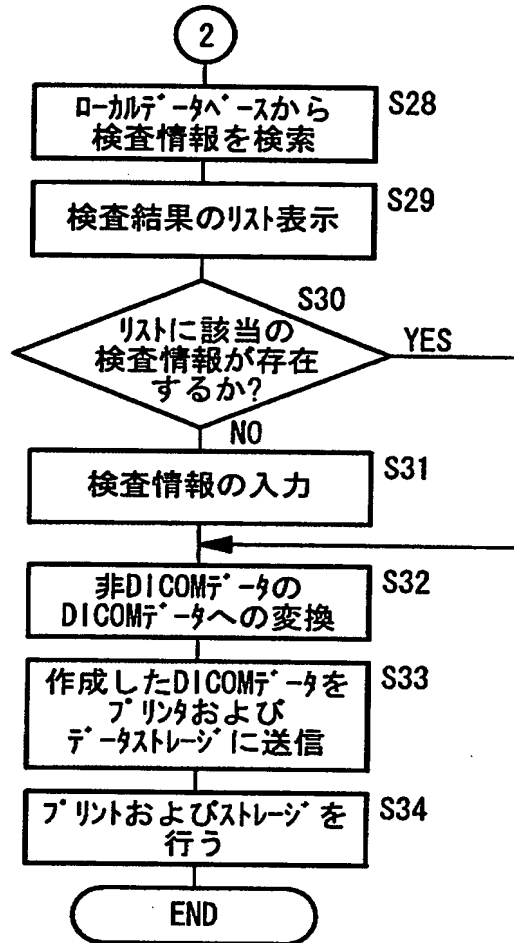 2
ローカルデータベースから
検査情報を検索
S28
検査結果のリスト表示
S29
S30
リストに該当の
検査情報が存在
するか?
YES
NO
検査情報の入力
S31
非DICOMデータの
DICOMデータへの変換
S32
作成したDICOMデータを
プリンタおよび
データストレージに送信
S33
プリントおよびストレージを
行う
S34
END